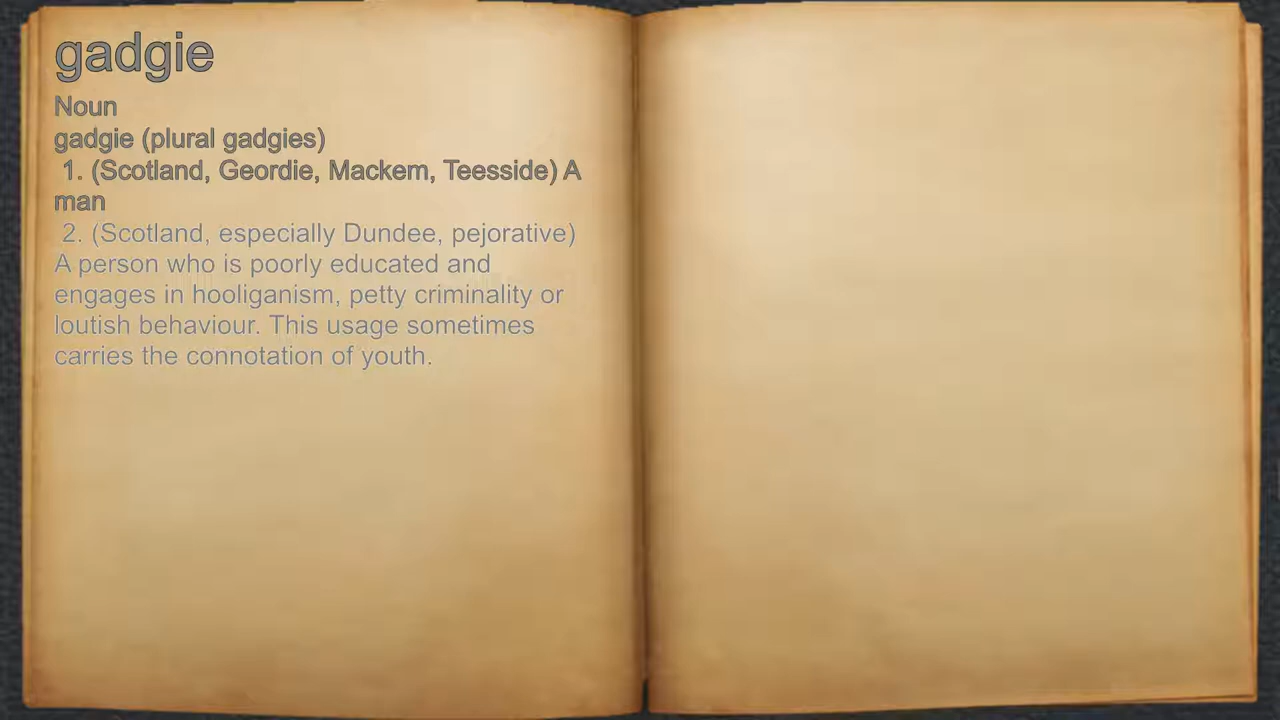 gadgie
Noun
gadgie (plural gadgies)
1. (Scotland, Geordie, Mackem, Teesside) A
man
2. (Scotland, especially Dundee, pejorative)
A person who is poorly educated and
engages in hooliganism, petty criminality or
loutish behaviour. This usage sometimes
carries the connotation of youth.